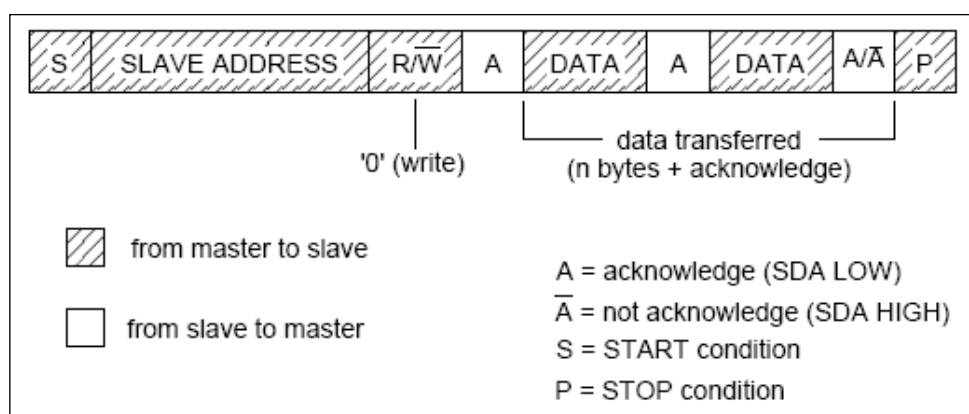 S SLAVE ADDRESS R/W̅ A DATA A DATA A/A̅ P
data transferred
'0' (write) (n bytes + acknowledge)
from master to slave
from slave to master
A = acknowledge (SDA LOW)
A̅ = not acknowledge (SDA HIGH)
S = START condition
P = STOP condition